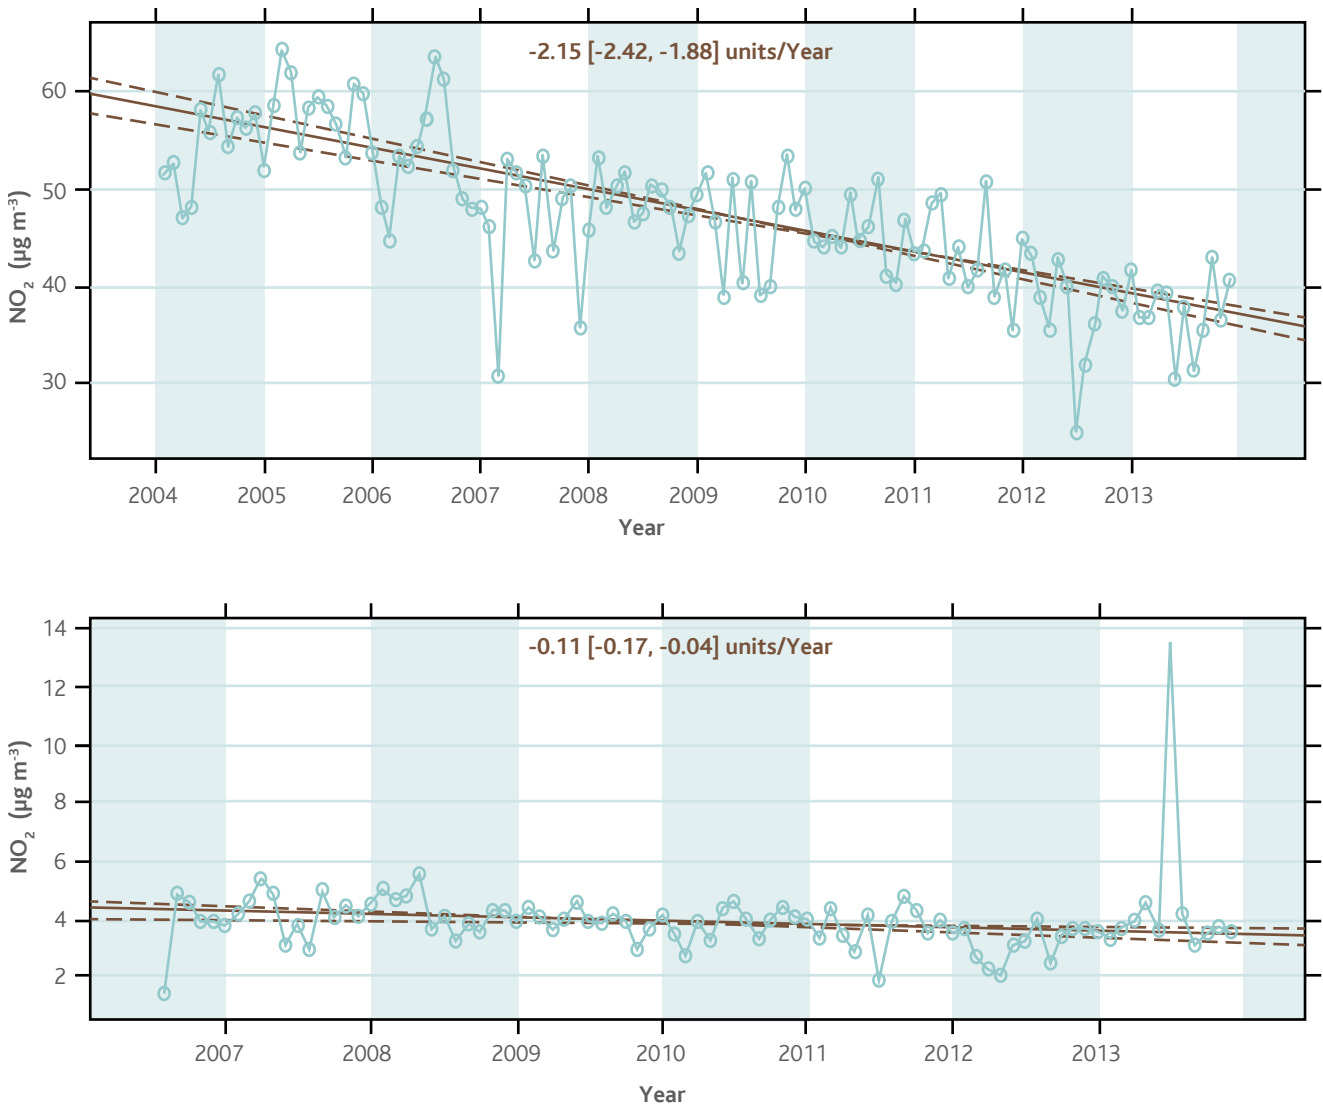 -2.15 [-2.42, -1.88] units/Year
60
50
40
30
NO₂ (µg m⁻³)
2004 2005 2006 2007 2008 2009 2010 2011 2012 2013
Year
-0.11 [-0.17, -0.04] units/Year
14
12
10
8
6
4
2
NO₂ (µg m⁻³)
2007 2008 2009 2010 2011 2012 2013
Year